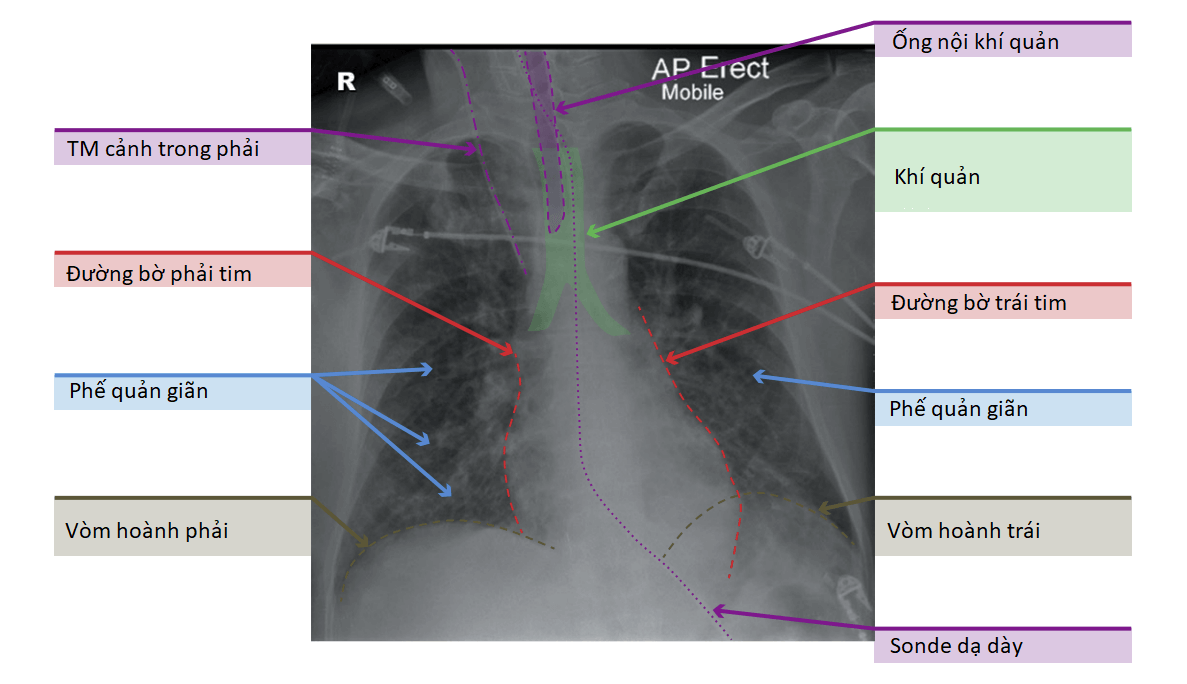 Ống nội khí quản
R
AP Erect
Mobile
TM cảnh trong phải
Khí quản
Đường bờ phải tim
Đường bờ trái tim
Phế quản giãn
Phế quản giãn
Vòm hoành phải
Vòm hoành trái
Sonde dạ dày